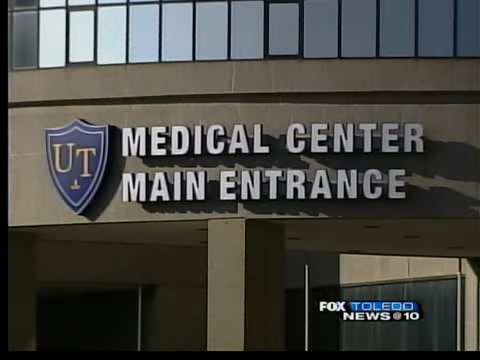 UT
MEDICAL CENTER
MAIN ENTRANCE
FOX TOLEDO
NEWS @ 10